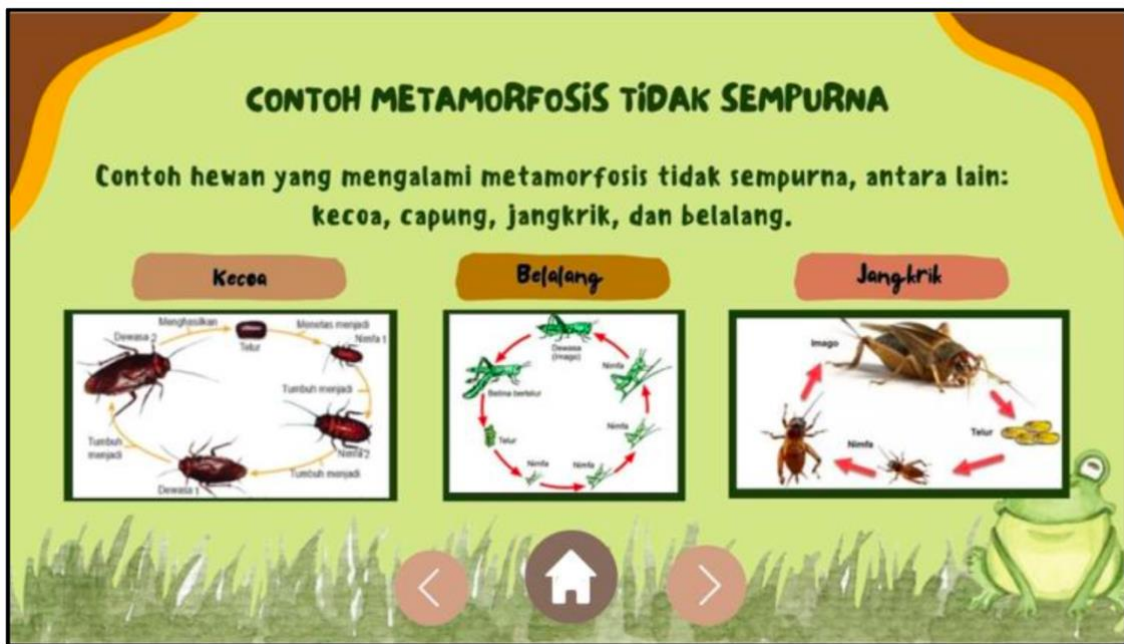 CONTOH METAMORFOSIS TIDAK SEMPURNA
Contoh hewan yang mengalami metamorfosis tidak sempurna, antara lain:
kecoa, capung, jangkrik, dan belalang.
Kecoa
Menghasilkan
Telur
Menetas menjadi
Nimfa 1
Tumbuh menjadi
Nimfa 2
Tumbuh menjadi
Dewasa 1
Tumbuh
menjadi
Dewasa 2
Belalang
Dewasa
(Imago)
Betina bertelur
Telur
Nimfa
Nimfa
Nimfa
Nimfa
Jangkrik
Imago
Telur
Nimfa